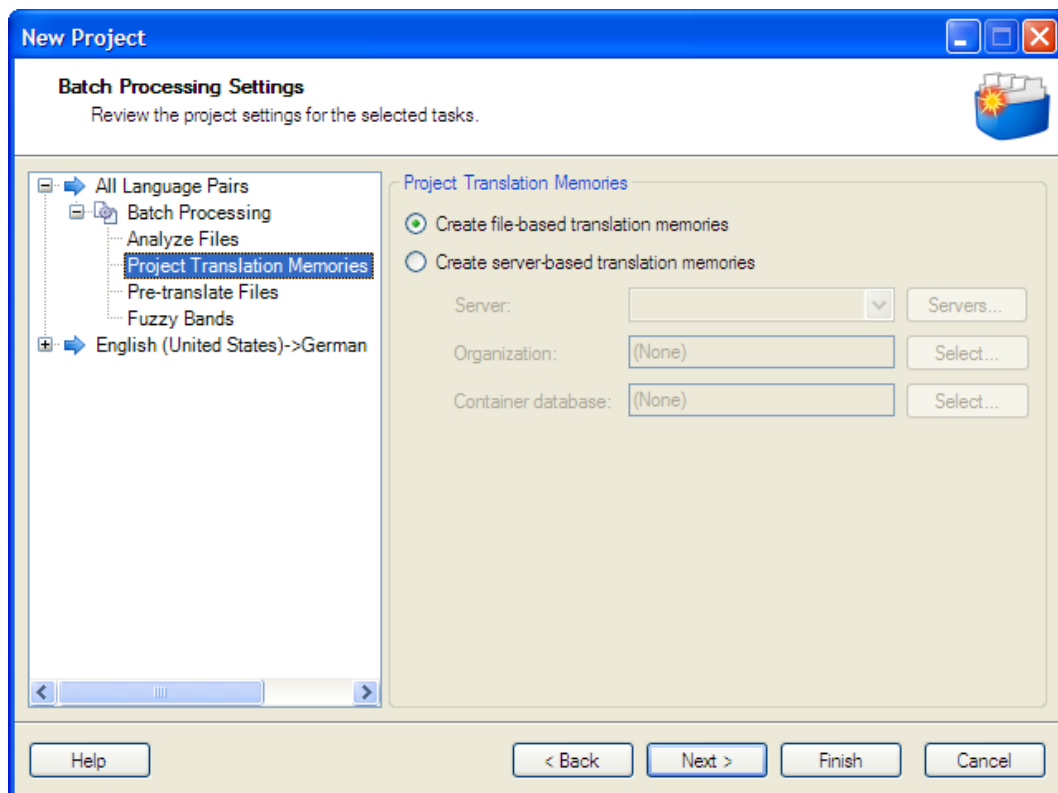 New Project
Batch Processing Settings
Review the project settings for the selected tasks.
All Language Pairs
Batch Processing
Analyze Files
Project Translation Memories
Pre-translate Files
Fuzzy Bands
English (United States)->German
Project Translation Memories
Create file-based translation memories
Create server-based translation memories
Server:
Servers...
Organization:
(None)
Select...
Container database:
(None)
Select...
Help
< Back
Next >
Finish
Cancel